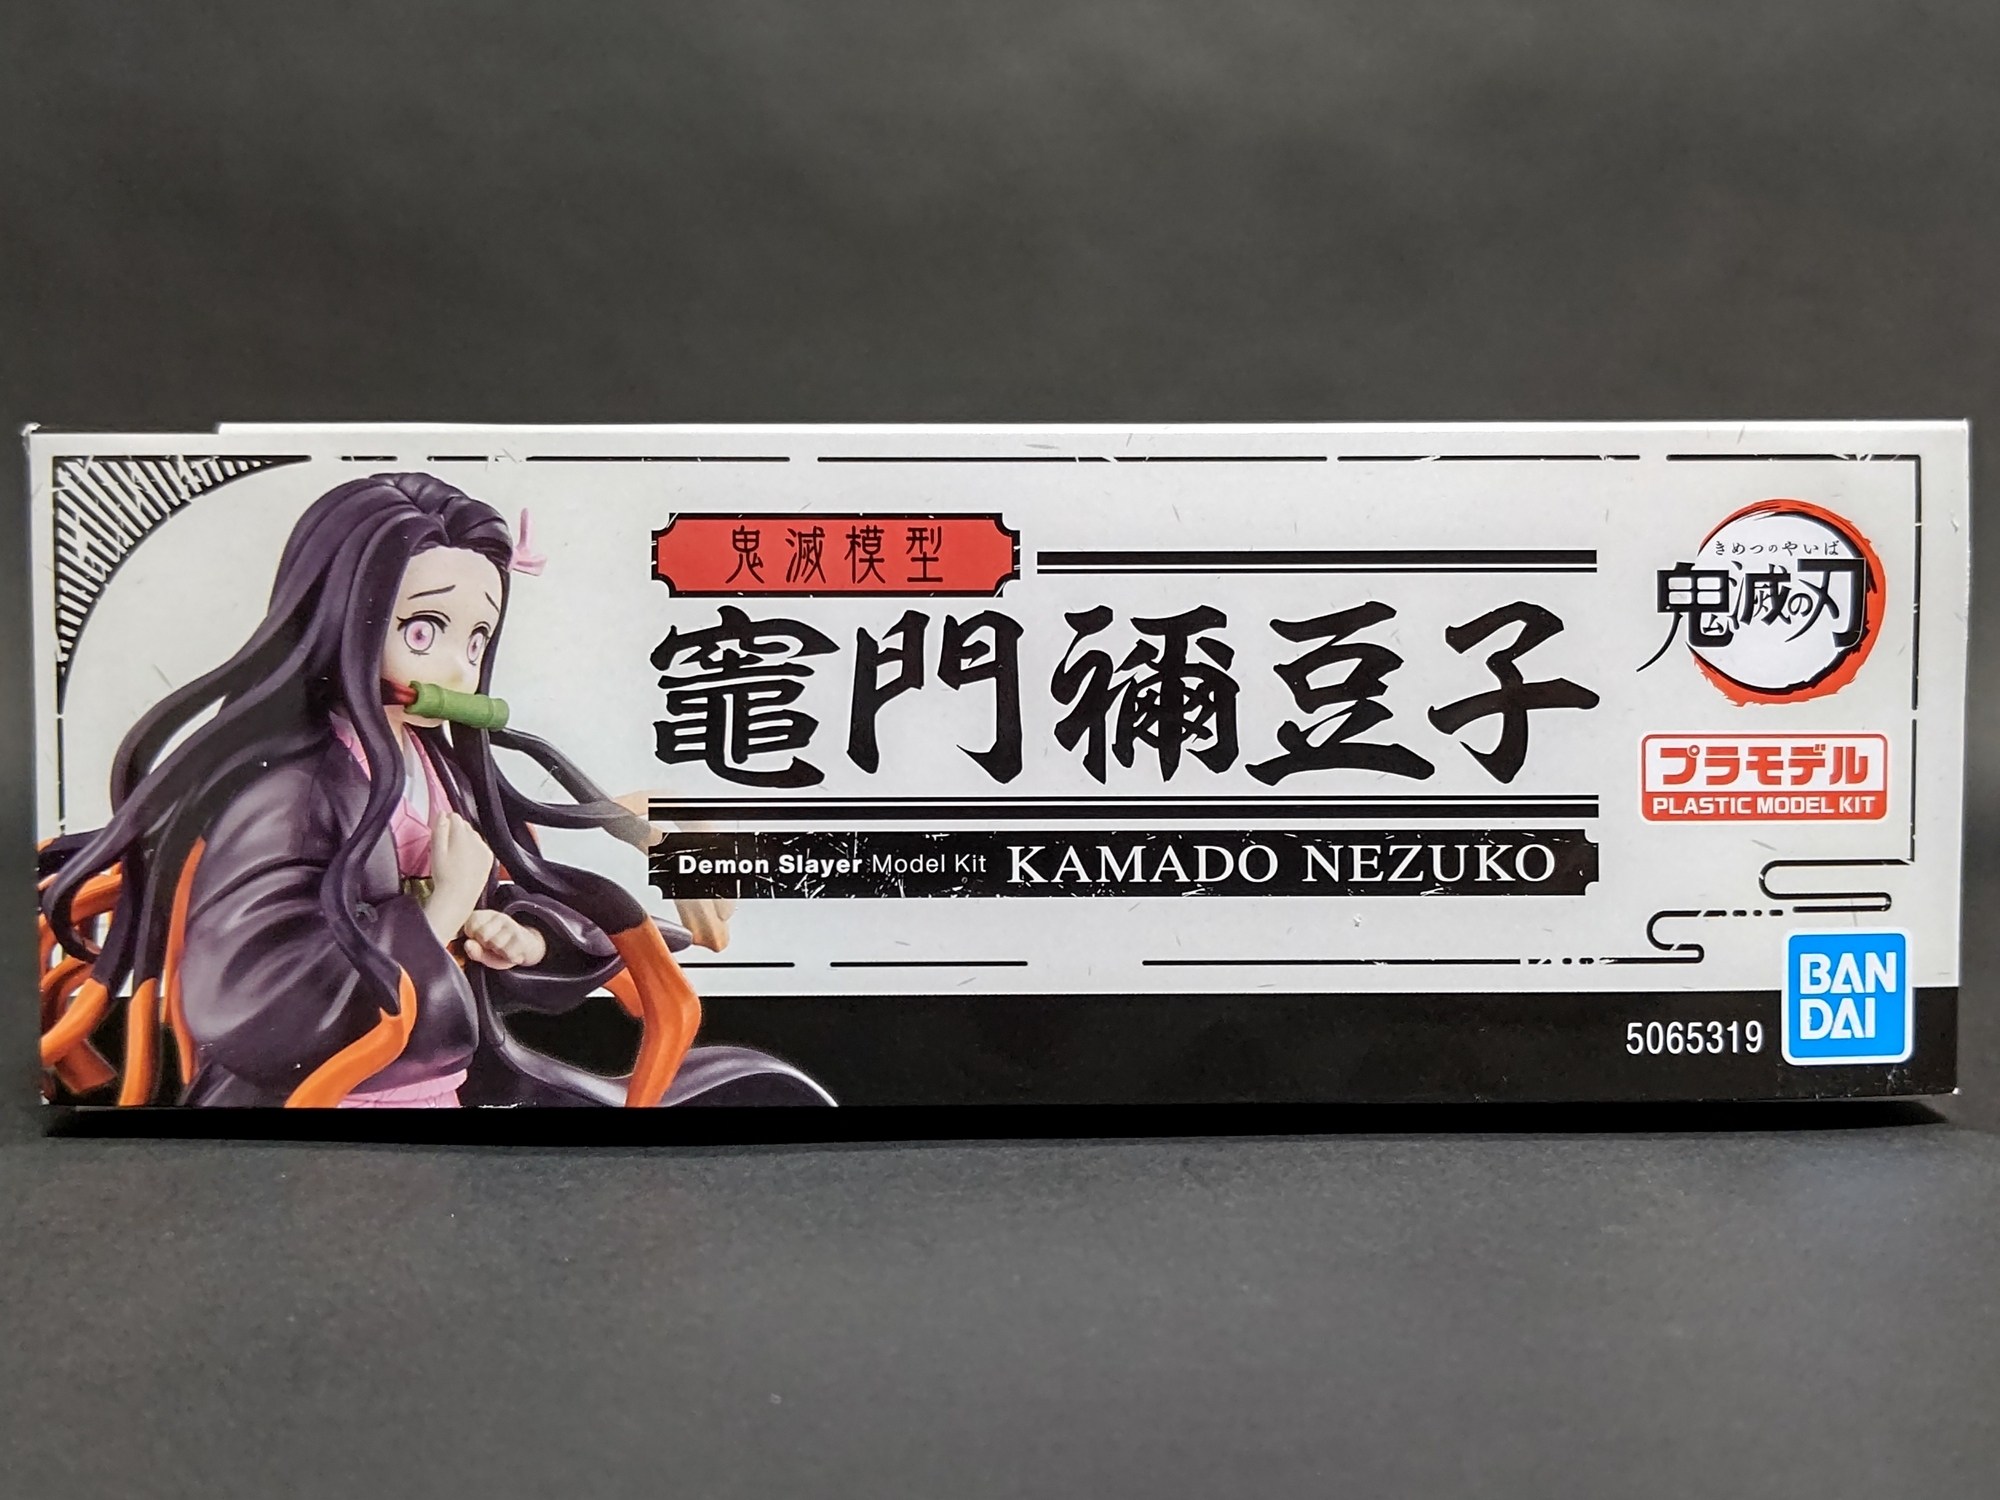 鬼滅模型
竈門禰豆子
Demon Slayer Model Kit KAMADO NEZUKO
きめつのやいば
鬼滅の刃
プラモデル
PLASTIC MODEL KIT
5065319
BAN
DAI